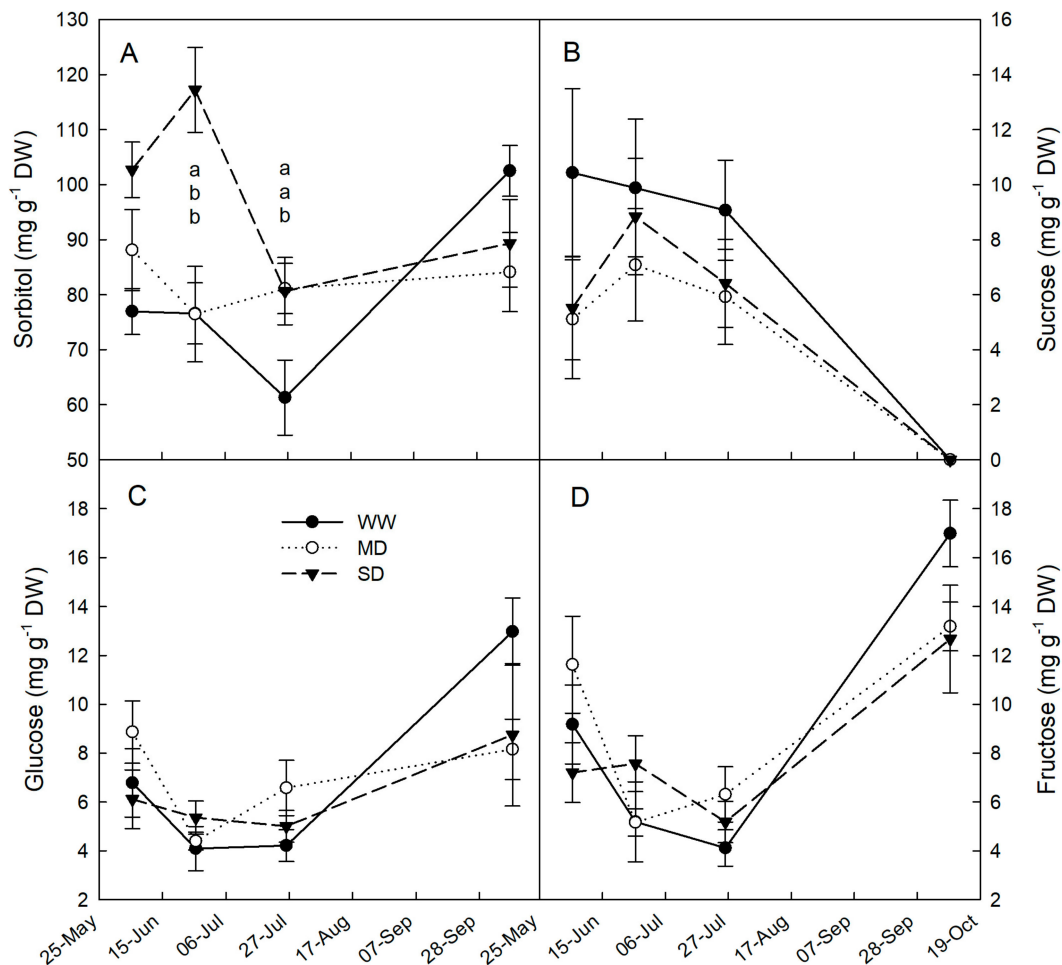 A
B
Sorbitol (mg g⁻¹ DW)
130
120
110
100
90
80
70
60
50
a
b
b
a
a
b
16
14
12
10
8
6
4
2
0
Sucrose (mg g⁻¹ DW)
C
D
Glucose (mg g⁻¹ DW)
18
16
14
12
10
8
6
4
2
WW
MD
SD
18
16
14
12
10
8
6
4
2
Fructose (mg g⁻¹ DW)
25-May
15-Jun
06-Jul
27-Jul
17-Aug
07-Sep
28-Sep
25-May
15-Jun
06-Jul
27-Jul
17-Aug
07-Sep
28-Sep
19-Oct